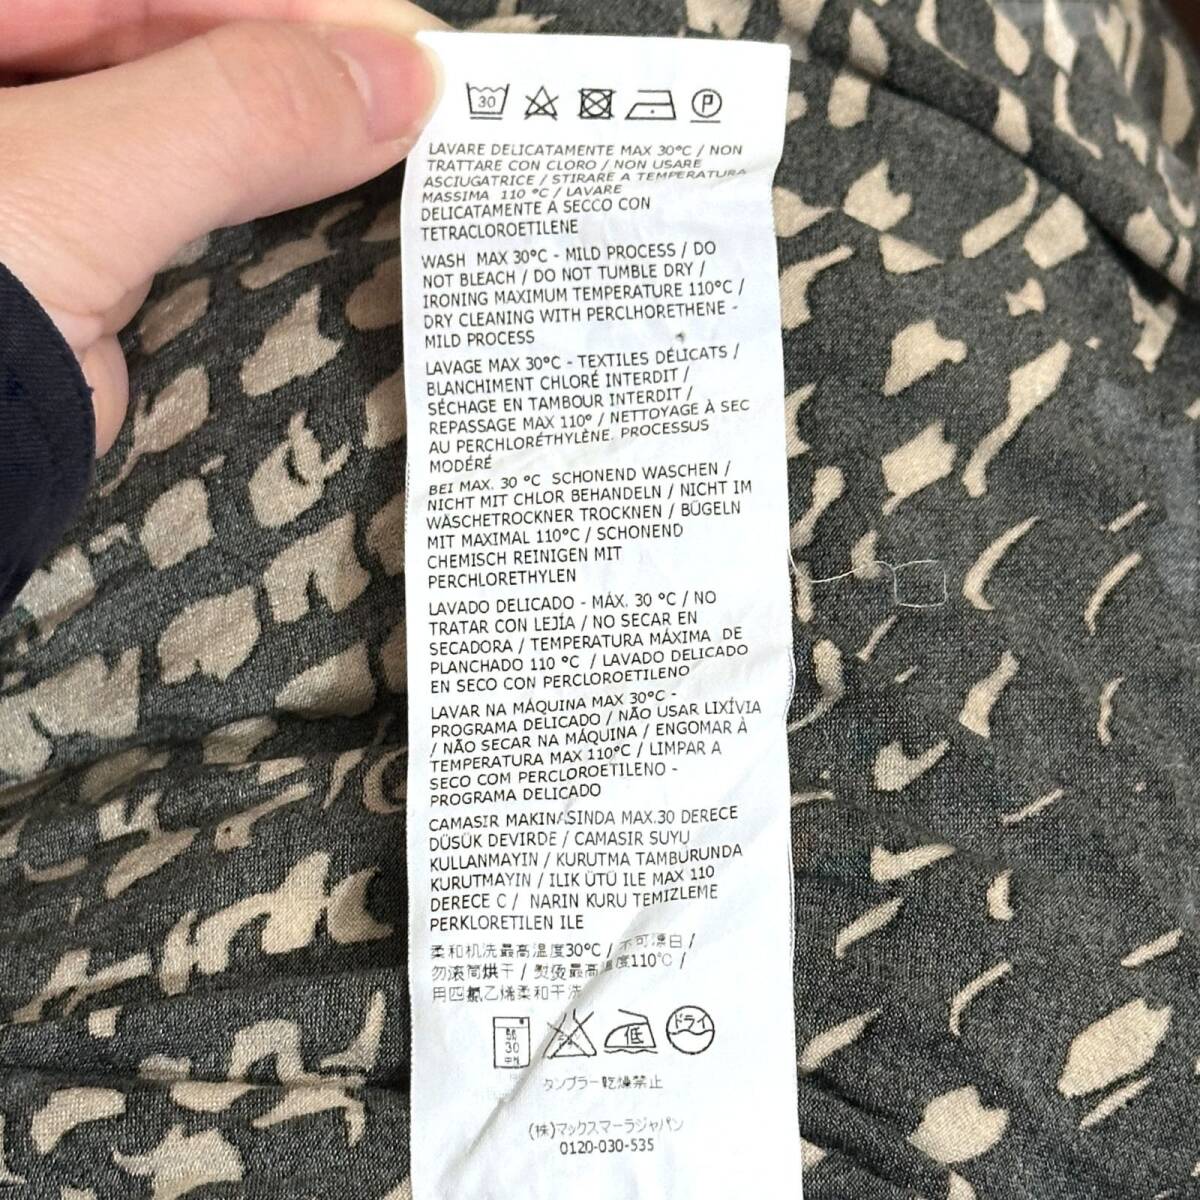 30
P
LAVARE DELICATAMENTE MAX 30°C / NON
TRATTARE CON CLORO / NON USARE
ASCIUGATRICE / STIRARE A TEMPERATURA
MASSIMA 110 °C / LAVARE
DELICATAMENTE A SECCO CON
TETRACLOROETILENE
WASH MAX 30°C - MILD PROCESS / DO
NOT BLEACH / DO NOT TUMBLE DRY /
IRONING MAXIMUM TEMPERATURE 110°C /
DRY CLEANING WITH PERCLHORETHENE -
MILD PROCESS
LAVAGE MAX 30°C - TEXTILES DÉLICATS /
BLANCHIMENT CHLORÉ INTERDIT /
SÉCHAGE EN TAMBOUR INTERDIT /
REPASSAGE MAX 110° / NETTOYAGE À SEC
AU PERCHLORÉTHYLÈNE. PROCESSUS
MODÉRÉ
BEI MAX. 30 °C SCHONEND WASCHEN /
NICHT MIT CHLOR BEHANDELN / NICHT IM
WÄSCHETROCKNER TROCKNEN / BÜGELN
MIT MAXIMAL 110°C / SCHONEND
CHEMISCH REINIGEN MIT
PERCHLORETHYLEN
LAVADO DELICADO - MÁX. 30 °C / NO
TRATAR CON LEJÍA / NO SECAR EN
SECADORA / TEMPERATURA MÁXIMA DE
PLANCHADO 110 °C / LAVADO DELICADO
EN SECO CON PERCLOROETILENO
LAVAR NA MÁQUINA MAX 30°C -
PROGRAMA DELICADO / NÃO USAR LIXÍVIA
/ NÃO SECAR NA MÁQUINA / ENGOMAR À
TEMPERATURA MAX 110°C / LIMPAR A
SECO COM PERCLOROETILENO -
PROGRAMA DELICADO
CAMASIR MAKINASINDA MAX.30 DERECE
DÜSÜK DEVIRDE / CAMASIR SUYU
KULLANMAYIN / KURUTMA TAMBURUNDA
KURUTMAYIN / ILIK ÜTÜ ILE MAX 110
DERECE C / NARIN KURU TEMIZLEME
PERKLORETILEN ILE
柔和机洗最高温度30°C / 不可漂白 /
勿滚筒烘干 / 熨烫最高温度110°C /
用四氯乙烯柔和干洗
30 低 ドライ
タンブラー乾燥禁止
(株)マックスマーラジャパン
0120-030-535